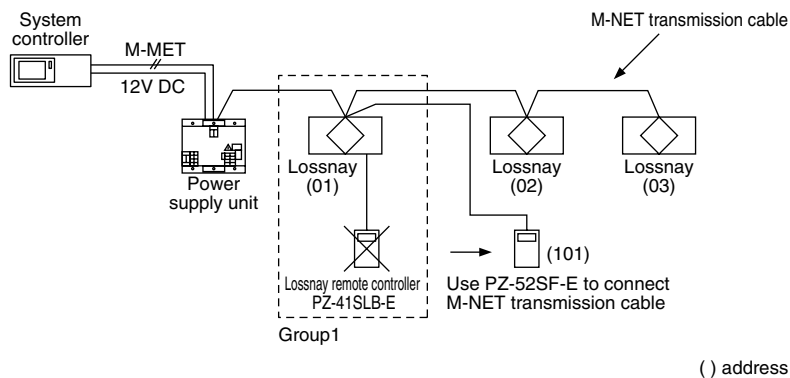 System
controller
M-MET
12V DC
M-NET transmission cable
Power
supply unit
Lossnay
(01)
Lossnay
(02)
Lossnay
(03)
Lossnay remote controller
PZ-41SLB-E
(101)
Use PZ-52SF-E to connect
M-NET transmission cable
Group1
( ) address